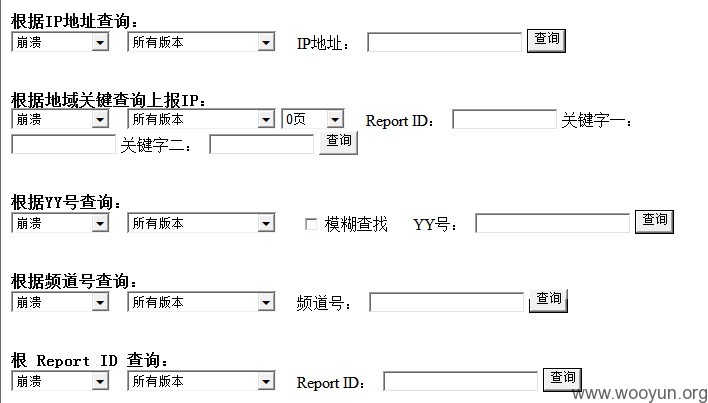 根据IP地址查询：
崩溃 所有版本 IP地址： 查询
根据地域关键查询上报IP：
崩溃 所有版本 0页 Report ID： 关键字一：
关键字二： 查询
根据YY号查询：
崩溃 所有版本 模糊查找 YY号： 查询
根据频道号查询：
崩溃 所有版本 频道号： 查询
根 Report ID 查询：
崩溃 所有版本 Report ID： 查询
www.wooyun.org